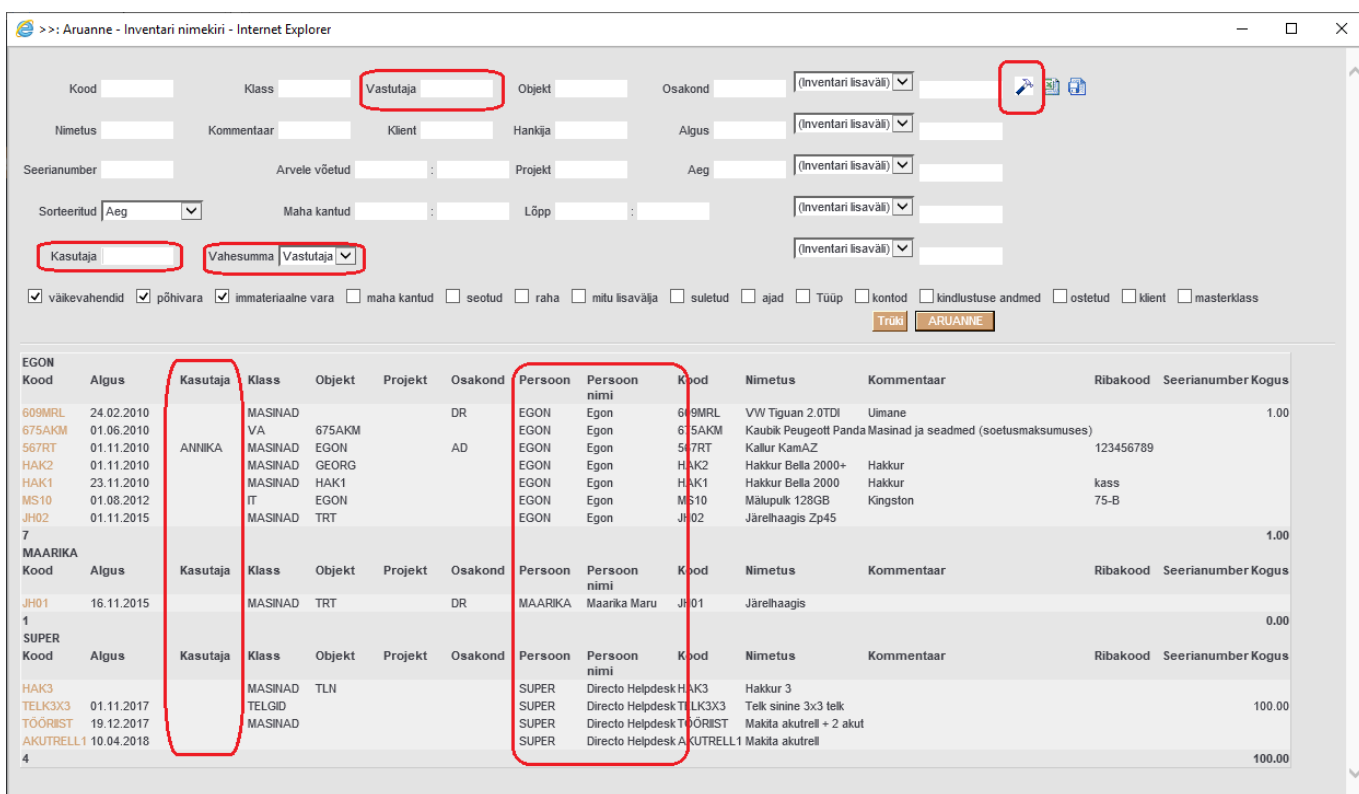 >>: Aruanne - Inventari nimekiri - Internet Explorer
Kood Klass Vastutaja Objekt Osakond (Inventari lisaväli)
Nimetus Kommentaar Klient Hankija Algus (Inventari lisaväli)
Seerianumber Arvele võetud : Projekt Aeg (Inventari lisaväli)
Sorteeritud Aeg Maha kantud : Lõpp : (Inventari lisaväli)
Kasutaja Vahesumma Vastutaja (Inventari lisaväli)
väikevahendid põhivara immateriaalne vara maha kantud seotud raha mitu lisavälja suletud ajad Tüüp kontod kindlustuse andmed ostetud klient masterklass
Trüki ARUANNE
EGON
Kood Algus Kasutaja Klass Objekt Projekt Osakond Persoon Persoon nimi Kood Nimetus Kommentaar Ribakood Seerianumber Kogus
609MRL 24.02.2010 MASINAD DR EGON Egon 609MRL VW Tiguan 2.0TDI Uimane 1.00
675AKM 01.06.2010 VA 675AKM EGON Egon 675AKM Kaubik Peugeott Panda Masinad ja seadmed (soetusmaksumuses)
567RT 01.11.2010 ANNIKA MASINAD EGON AD EGON Egon 567RT Kallur KamAZ 123456789
HAK2 01.11.2010 MASINAD GEORG EGON Egon HAK2 Hakkur Bella 2000+ Hakkur
HAK1 23.11.2010 MASINAD HAK1 EGON Egon HAK1 Hakkur Bella 2000 Hakkur kass
MS10 01.08.2012 IT EGON EGON Egon MS10 Mälupulk 128GB Kingston 75-B
JH02 01.11.2015 MASINAD TRT EGON Egon JH02 Järelhaagis Zp45
7 1.00
MAARIKA
Kood Algus Kasutaja Klass Objekt Projekt Osakond Persoon Persoon nimi Kood Nimetus Kommentaar Ribakood Seerianumber Kogus
JH01 16.11.2015 MASINAD TRT DR MAARIKA Maarika Maru JH01 Järelhaagis
1 0.00
SUPER
Kood Algus Kasutaja Klass Objekt Projekt Osakond Persoon Persoon nimi Kood Nimetus Kommentaar Ribakood Seerianumber Kogus
HAK3 MASINAD TLN SUPER Directo Helpdesk HAK3 Hakkur 3
TELK3X3 01.11.2017 TELGID SUPER Directo Helpdesk TELK3X3 Telk sinine 3x3 telk 100.00
TÖÖRIIST 19.12.2017 MASINAD SUPER Directo Helpdesk TÖÖRIIST Makita akutrell + 2 akut
AKUTRELL1 10.04.2018 SUPER Directo Helpdesk AKUTRELL1 Makita akutrell
4 100.00